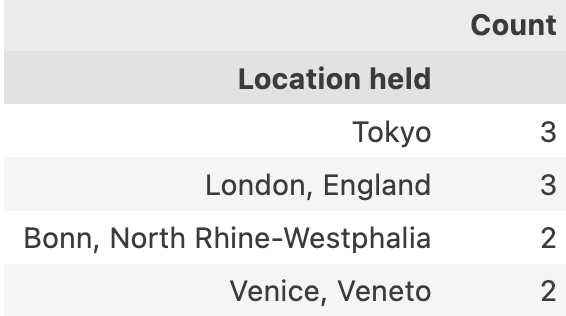 Count
Location held
Tokyo 3
London, England 3
Bonn, North Rhine-Westphalia 2
Venice, Veneto 2